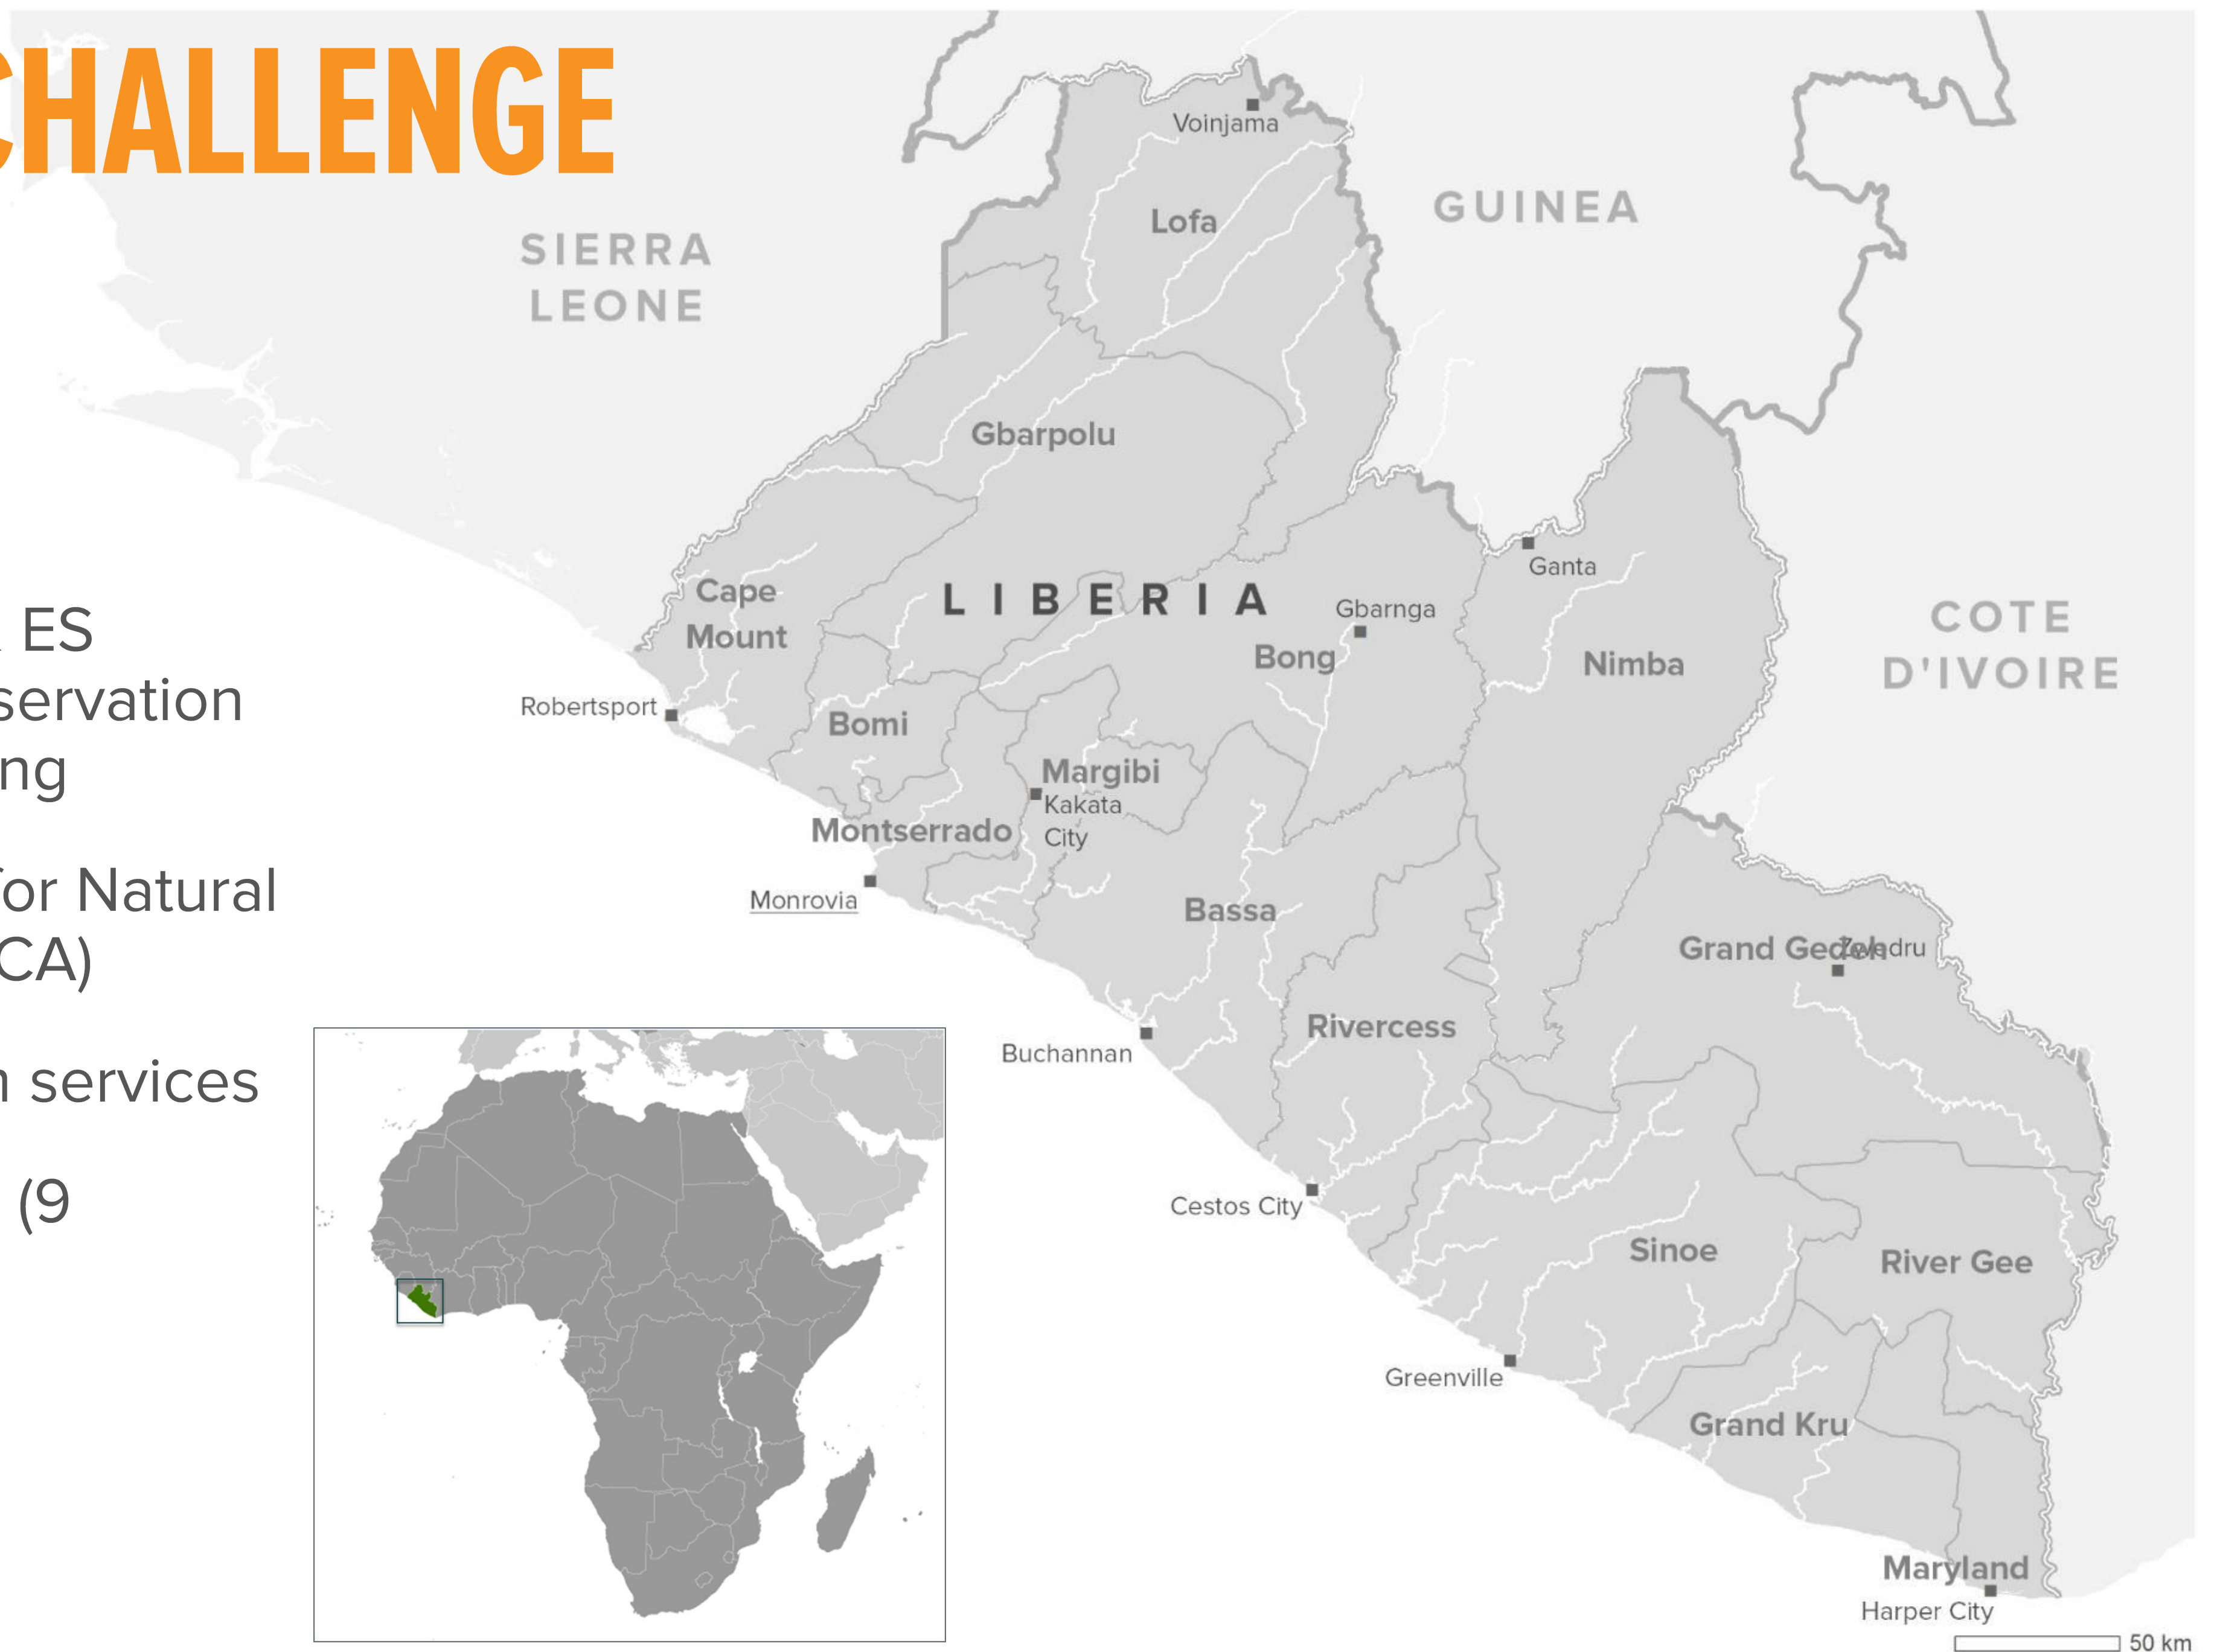 CHALLENGE
ES
servation
ng
for Natural
CA)
services
(9
SIERRA
LEONE
GUINEA
COTE
D'IVOIRE
LIBERIA
Voinjama
Lofa
Gbarpolu
Cape
Mount
Robertsport
Bomi
Ganta
Gbarnga
Bong
Nimba
Margibi
Kakata
City
Montserrado
Monrovia
Bassa
Grand Gedeh
Zwedru
Buchannan
Rivercess
Cestos City
Sinoe
River Gee
Greenville
Grand Kru
Maryland
Harper City
50 km